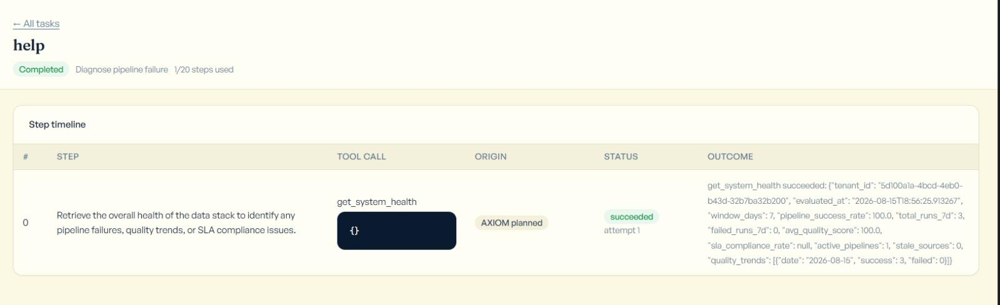 ← All tasks
help
Completed Diagnose pipeline failure 1/20 steps used
Step timeline
# STEP TOOL CALL ORIGIN STATUS OUTCOME
0
Retrieve the overall health of the data stack to identify any
pipeline failures, quality trends, or SLA compliance issues.
get_system_health
{}
AXIOM planned
succeeded
attempt 1
get_system_health succeeded: {"tenant_id": "5d100a1a-4bcd-4eb0-
b43d-32b7ba32b200", "evaluated_at": "2026-08-15T18:56:25.913267",
"window_days": 7, "pipeline_success_rate": 100.0, "total_runs_7d": 3,
"failed_runs_7d": 0, "avg_quality_score": 100.0,
"sla_compliance_rate": null, "active_pipelines": 1, "stale_sources": 0,
"quality_trends": [{"date": "2026-08-15", "success": 3, "failed": 0}]}